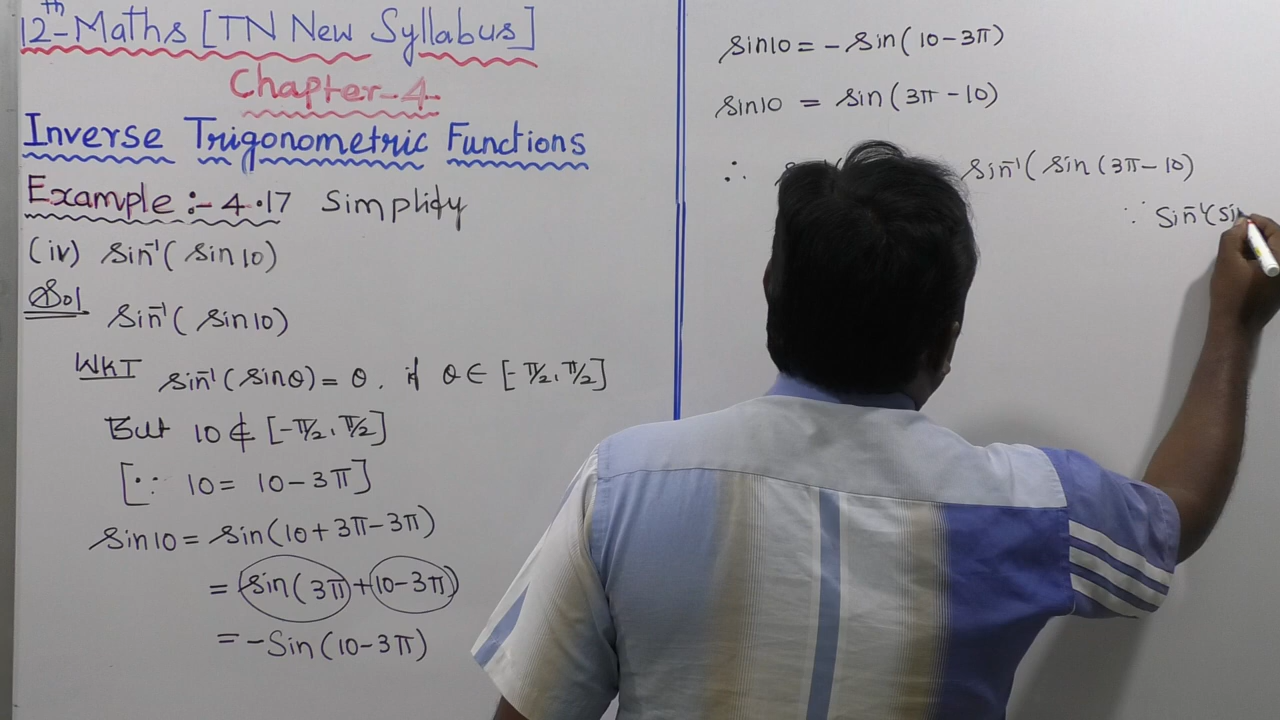 12th-Maths [TN New Syllabus]
Chapter-4
Inverse Trigonometric Functions
Example :- 4.17 Simplify
(iv) sin⁻¹( sin10)
Sol
sin⁻¹( sin10)
WKT sin⁻¹(sinθ) = θ. if θ ∈ [-π/2, π/2]
But 10 ∉ [-π/2, π/2]
[∵ 10 = 10-3π]
sin10 = sin(10+3π-3π)
= (sin(3π+10-3π)
= -Sin(10-3π)
sin10 = - sin(10-3π)
sin10 = sin(3π-10)
∴ sin⁻¹( sin(3π-10)
∵ sin⁻¹(si